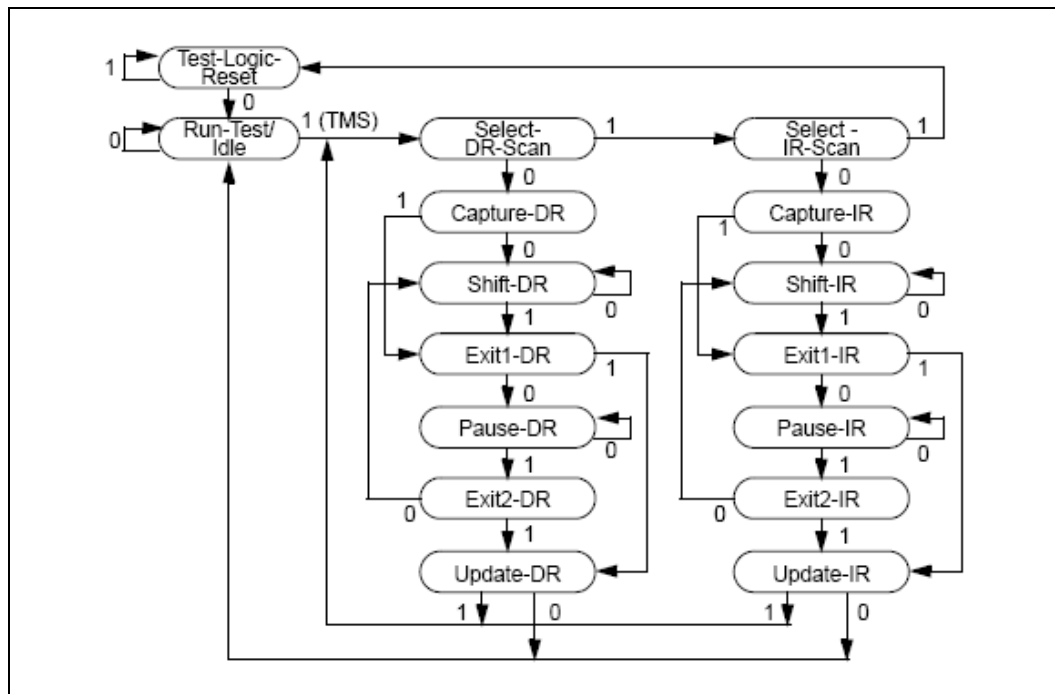 Test-Logic-
Reset
1
0
Run-Test/
Idle
0
1 (TMS)
Select-
DR-Scan
1
Select -
IR-Scan
1
0
0
1
Capture-DR
1
Capture-IR
0
0
Shift-DR
0
Shift-IR
0
1
1
Exit1-DR
1
Exit1-IR
1
0
0
Pause-DR
0
Pause-IR
0
1
1
Exit2-DR
0
Exit2-IR
0
1
1
Update-DR
Update-IR
1
0
1
0